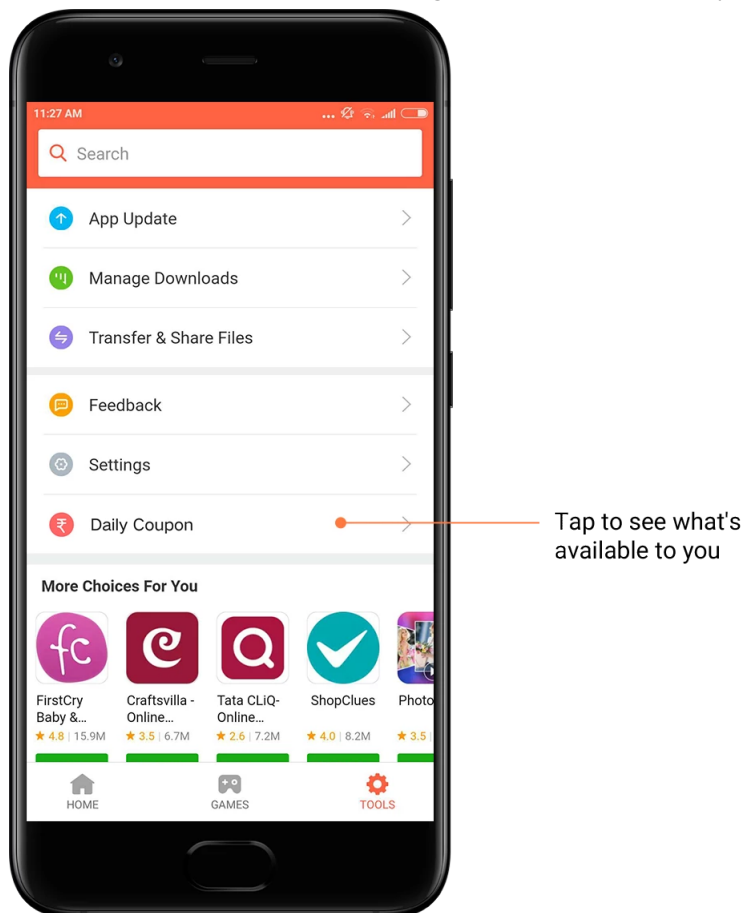 11:27 AM
Search
App Update
Manage Downloads
Transfer & Share Files
Feedback
Settings
Daily Coupon
Tap to see what's
available to you
More Choices For You
fc
FirstCry
Baby &...
★ 4.8 | 15.9M
Craftsvilla -
Online...
★ 3.5 | 6.7M
Tata CLiQ-
Online...
★ 2.6 | 7.2M
ShopClues
★ 4.0 | 8.2M
Photo
★ 3.5 |
HOME
GAMES
TOOLS